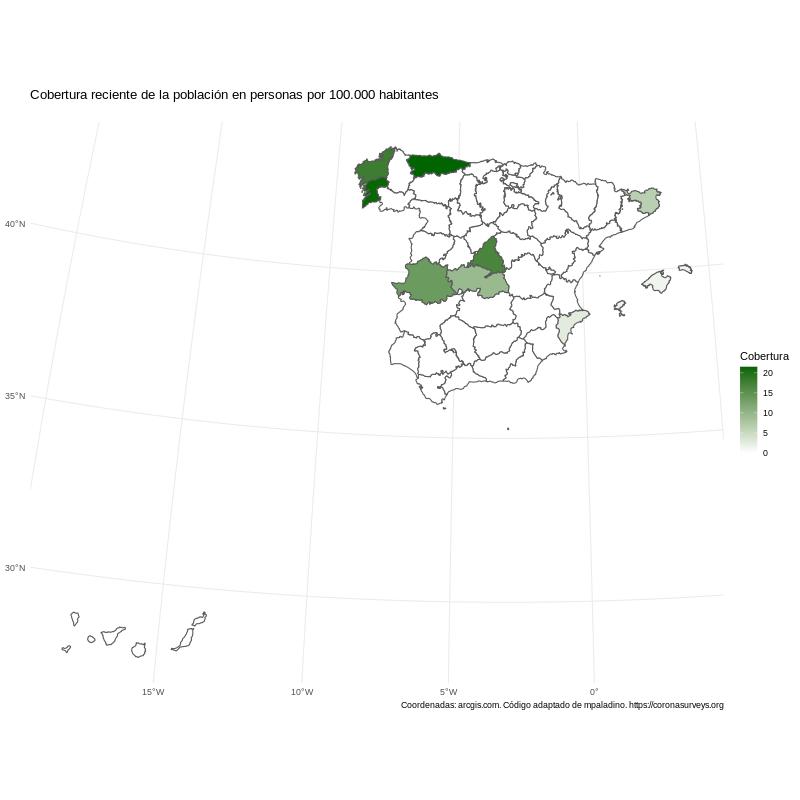 Cobertura reciente de la población en personas por 100.000 habitantes
40°N
35°N
30°N
15°W
10°W
5°W
0°
Cobertura
20
15
10
5
0
Coordenadas: arcgis.com. Código adaptado de mpaladino. https://coronasurveys.org